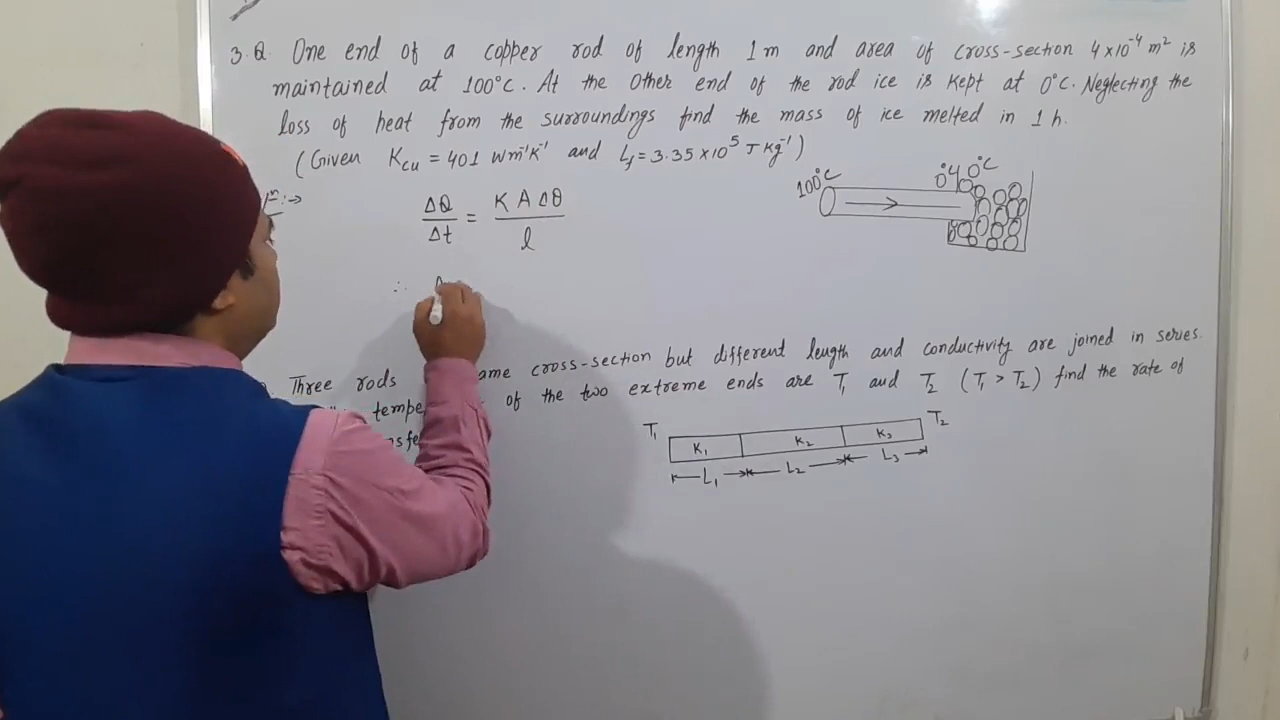 3.Q. One end of a copper rod of length 1m and area of cross-section 4×10⁻⁴ m² is
maintained at 100°C. At the Other end of the rod ice is kept at 0°C. Neglecting the
loss of heat from the surroundings find the mass of ice melted in 1 h.
(Given K_Cu = 401 Wm⁻¹K⁻¹ and L_f = 3.35×10⁵ J Kg⁻¹)
100°C
0°C
ΔQ/Δt = K A Δθ / l
∴
Three rods ame cross-section but different length and conductivity are joined in series.
tempe of the two extreme ends are T₁ and T₂ (T₁ > T₂) find the rate of
T₁ K₁ K₂ K₃ T₂
L₁ L₂ L₃